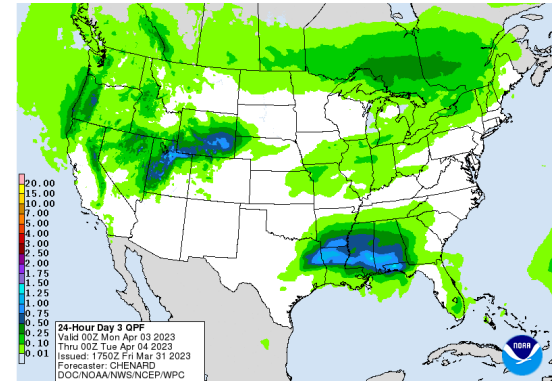 20.00
15.00
10.00
7.00
5.00
4.00
3.00
2.50
2.00
1.75
1.50
1.25
1.00
0.75
0.50
0.25
0.10
0.01
24-Hour Day 3 QPF
Valid 00Z Mon Apr 03 2023
Thru 00Z Tue Apr 04 2023
Issued: 1750Z Fri Mar 31 2023
Forecaster: CHENARD
DOC/NOAA/NWS/NCEP/WPC
NOAA